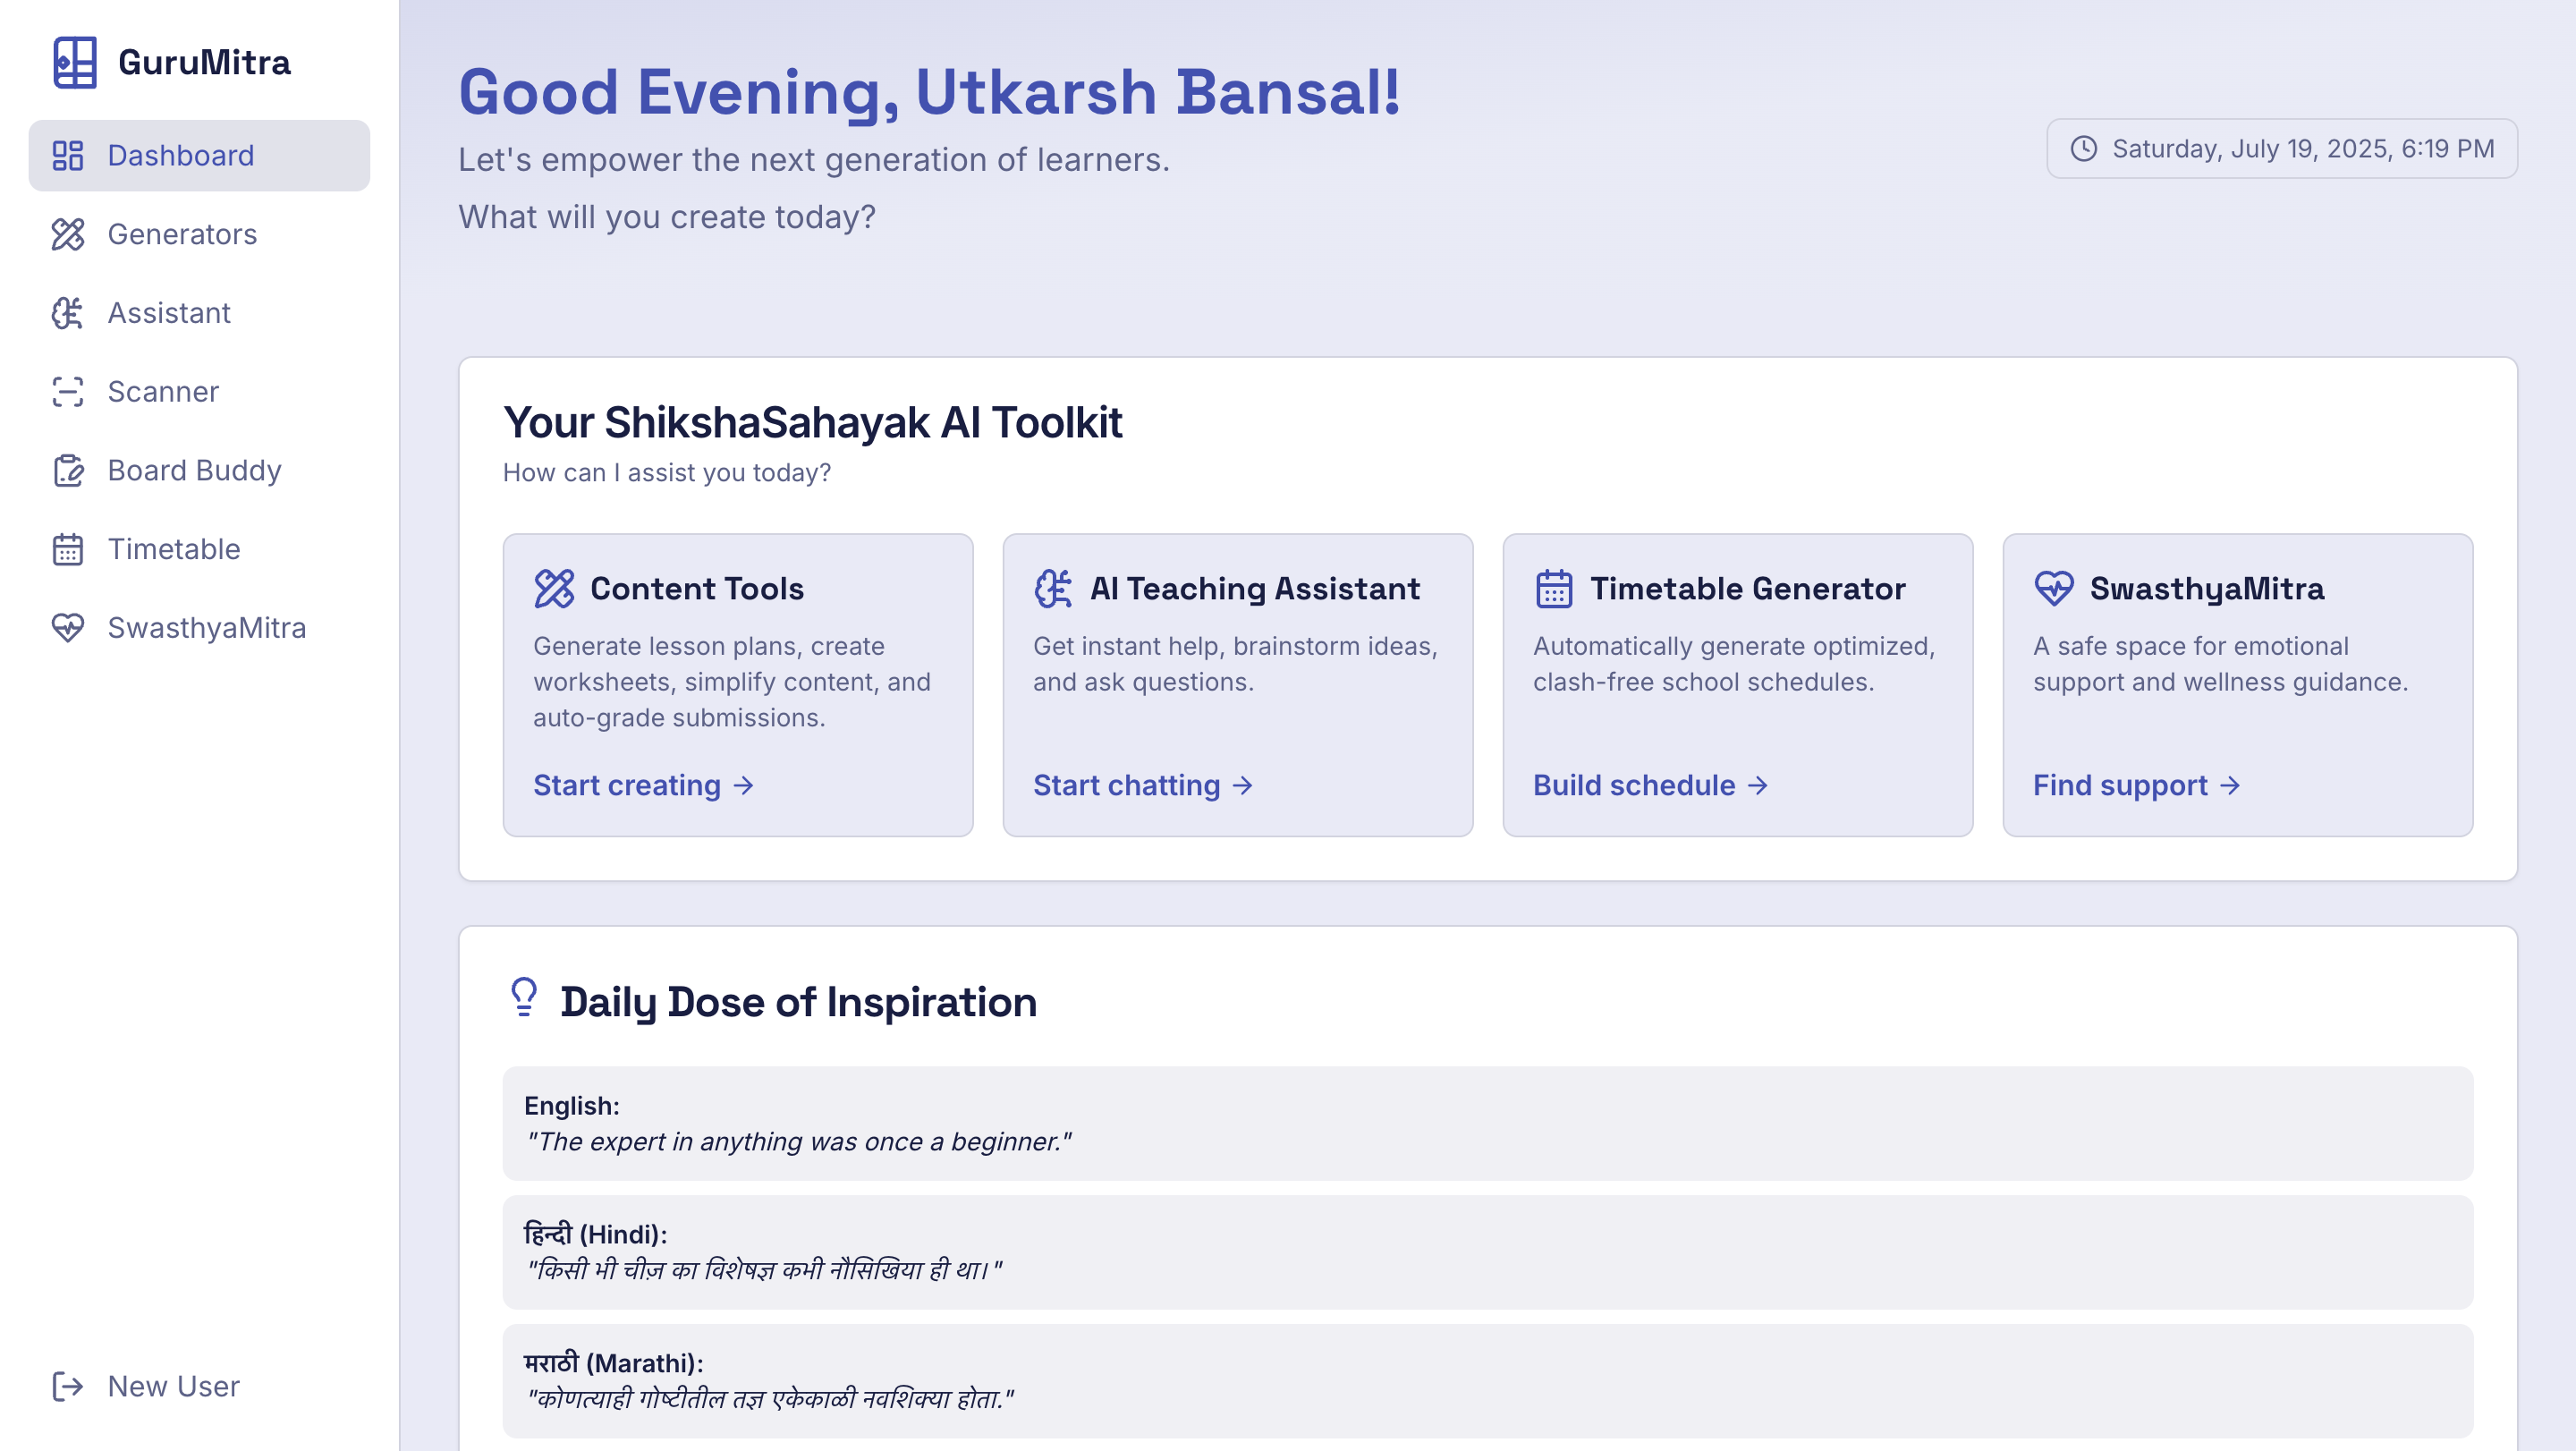 GuruMitra
Dashboard
Generators
Assistant
Scanner
Board Buddy
Timetable
SwasthyaMitra
New User
Good Evening, Utkarsh Bansal!
Let's empower the next generation of learners.
What will you create today?
Saturday, July 19, 2025, 6:19 PM
Your ShikshaSahayak AI Toolkit
How can I assist you today?
Content Tools
Generate lesson plans, create
worksheets, simplify content, and
auto-grade submissions.
Start creating →
AI Teaching Assistant
Get instant help, brainstorm ideas,
and ask questions.
Start chatting →
Timetable Generator
Automatically generate optimized,
clash-free school schedules.
Build schedule →
SwasthyaMitra
A safe space for emotional
support and wellness guidance.
Find support →
Daily Dose of Inspiration
English:
"The expert in anything was once a beginner."
हिन्दी (Hindi):
"किसी भी चीज़ का विशेषज्ञ कभी नौसिखिया ही था।"
मराठी (Marathi):
"कोणत्याही गोष्टीतील तज्ञ एकेकाळी नवशिक्या होता."